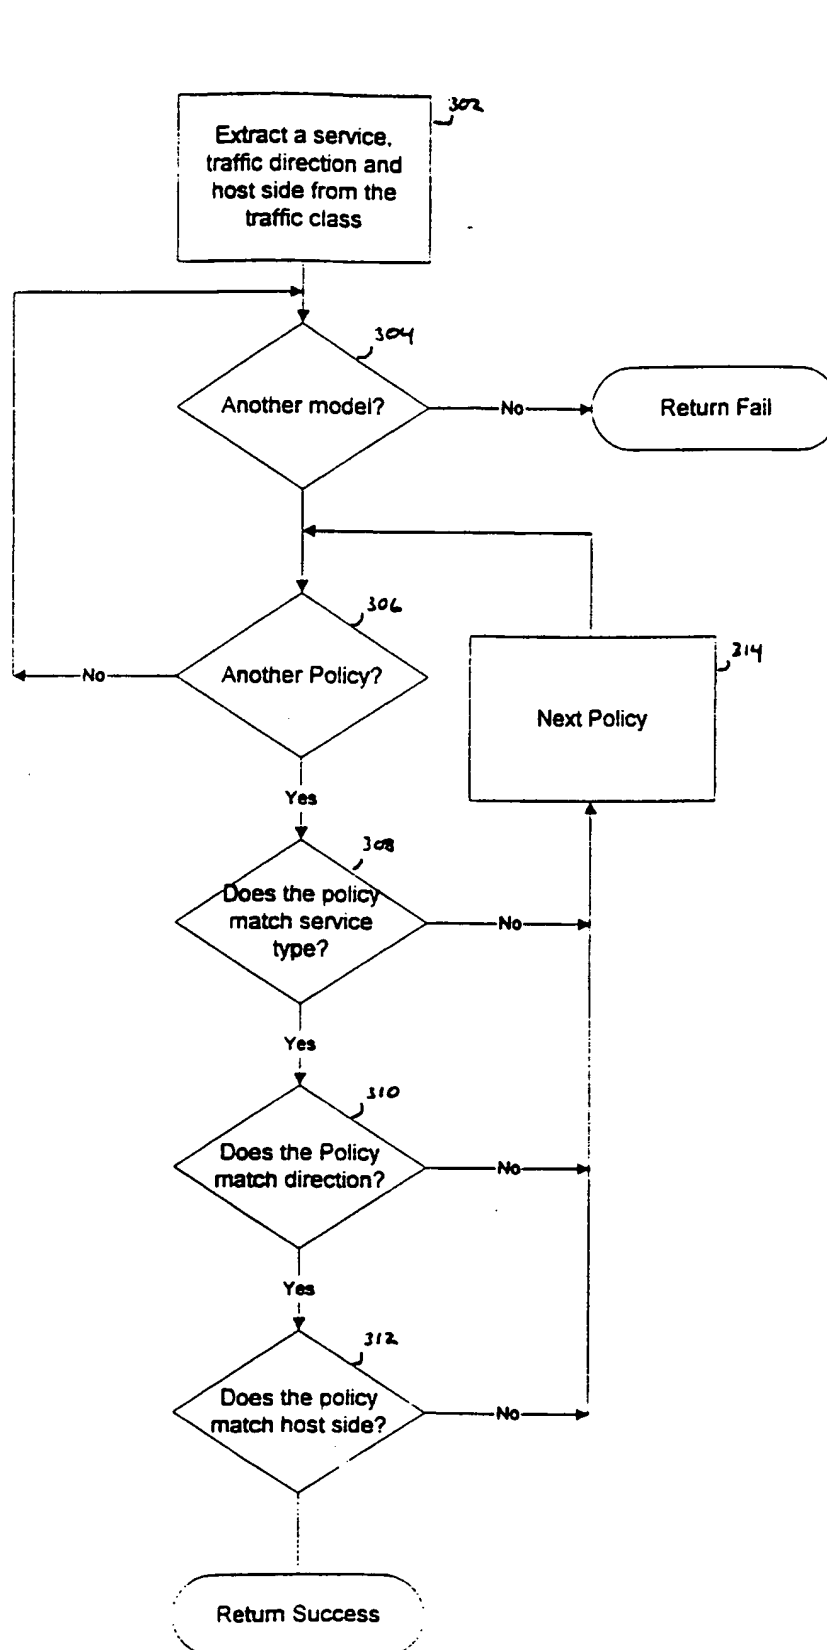 302
Extract a service,
traffic direction and
host side from the
traffic class
304
Another model?
No
Return Fail
306
Another Policy?
No
314
Next Policy
Yes
308
Does the policy
match service
type?
No
Yes
310
Does the Policy
match direction?
No
Yes
312
Does the policy
match host side?
No
Return Success